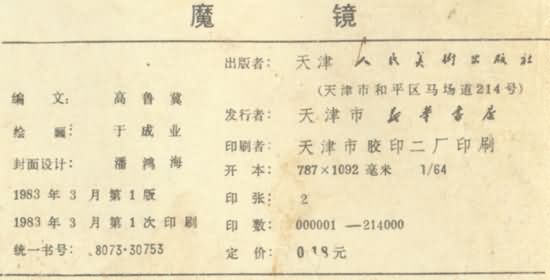 魔 镜
编 文: 高鲁冀
绘 画: 于成业
封面设计: 潘鸿海
1983年3月第1版
1983年3月第1次印刷
统一书号: 8073·30753
出版者: 天津人民美術出版社
(天津市和平区马场道214号)
发行者: 天津市新华書店
印刷者: 天津市胶印二厂印刷
开 本: 787×1092毫米 1/64
印 张: 2
印 数: 000001—214000
定 价: 0.18元